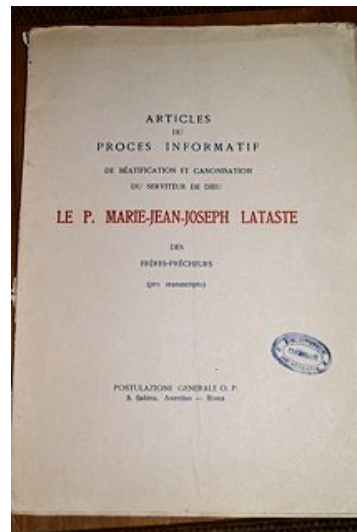 ARTICLES
DU
PROCES INFORMATIF
DE BÉATIFICATION ET CANONISATION
DU SERVITEUR DE DIEU
LE P. MARIE-JEAN-JOSEPH LATASTE
DES
FRÈRES-PRÊCHEURS
(pro manuscripto)
POSTULAZIONE GENERALE O. P.
S. Sabina, Aventino — Roma